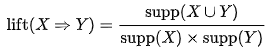 lift(X ⇒ Y) = supp(X ∪ Y) / supp(X) × supp(Y)